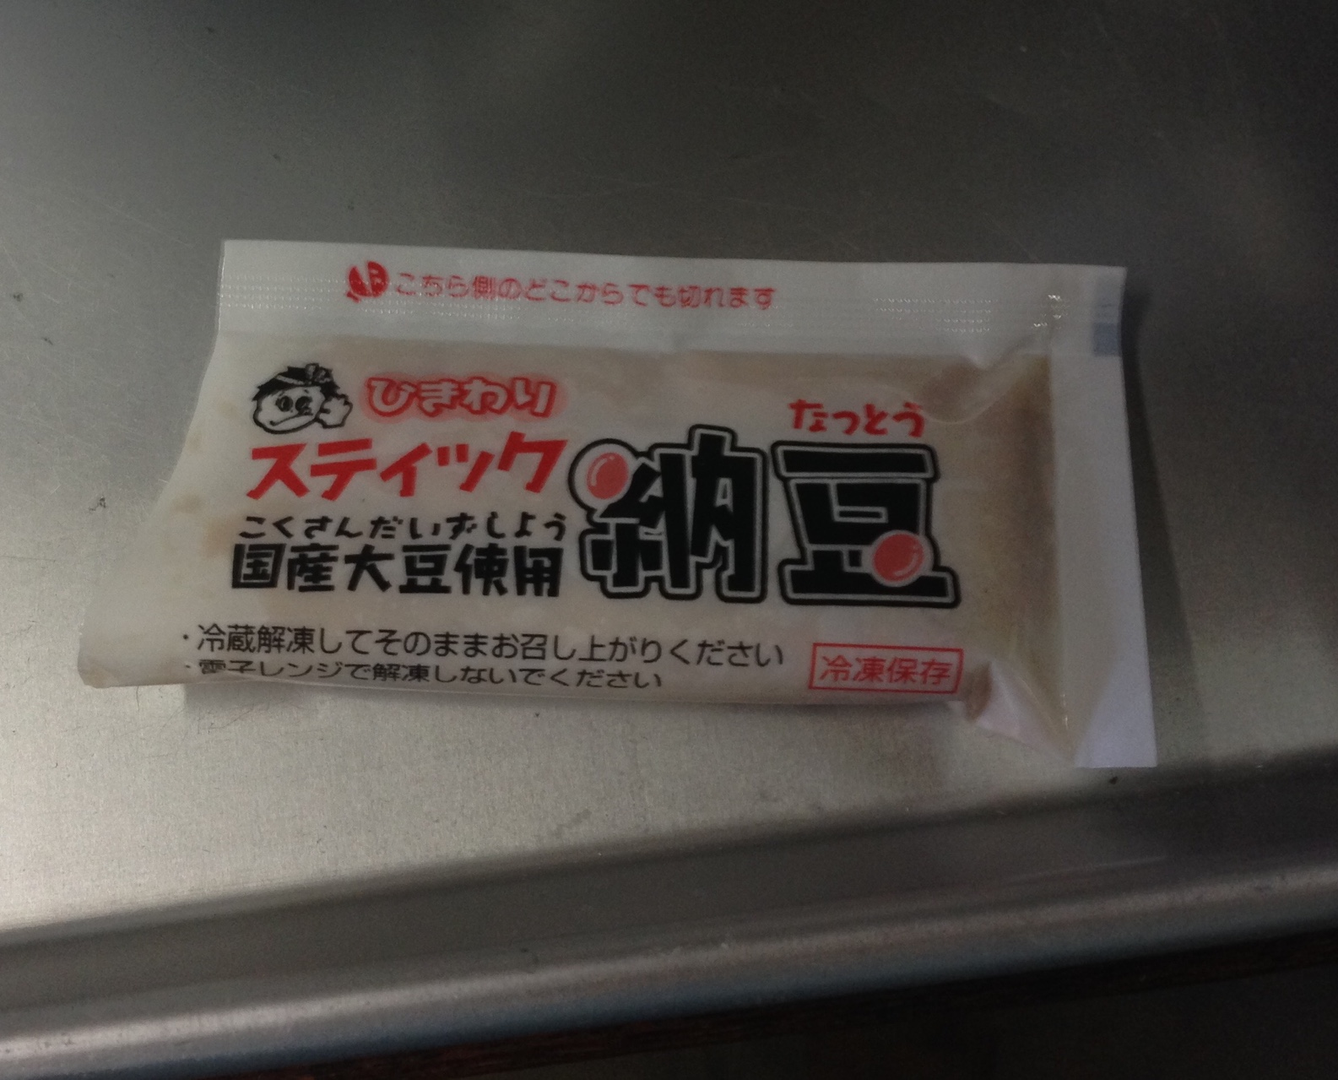 こちら側のどこからでも切れます
ひきわり
スティック
なっとう
納豆
こくさんだいずしよう
国産大豆使用
・冷蔵解凍してそのままお召し上がりください
・電子レンジで解凍しないでください
冷凍保存